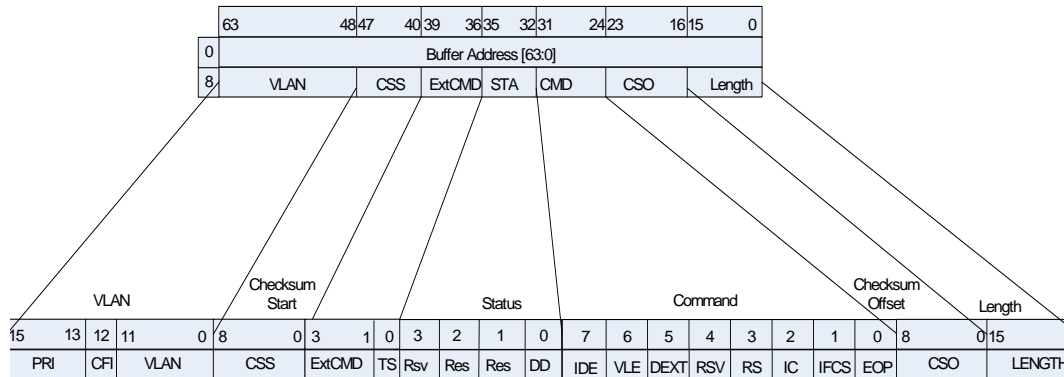 63 48 47 40 39 36 35 32 31 24 23 16 15 0
0 Buffer Address [63:0]
8 VLAN CSS ExtCMD STA CMD CSO Length
VLAN Checksum Start Status Command Checksum Offset Length
15 13 12 11 0 8 0 3 1 0 3 2 1 0 7 6 5 4 3 2 1 0 8 0 15
PRI CFI VLAN CSS ExtCMD TS Rsv Res Res DD IDE VLE DEXT RSV RS IC IFCS EOP CSO LENGTH